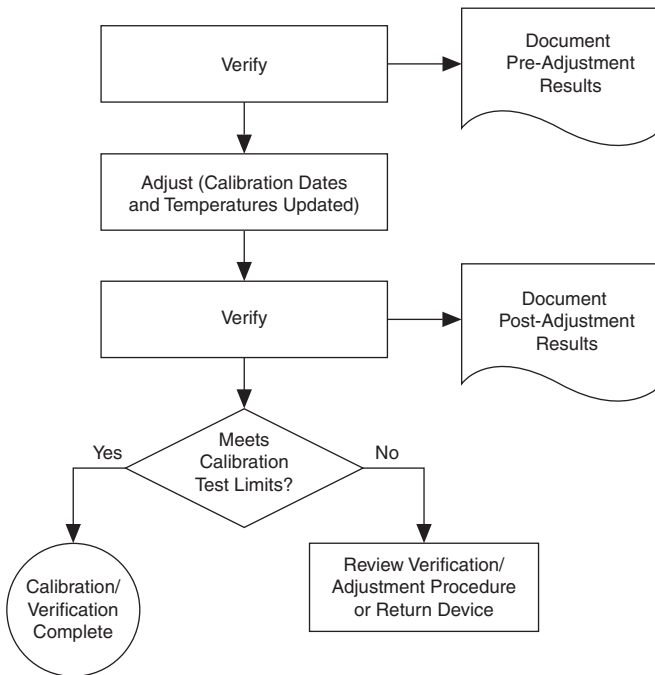 Verify
Document
Pre-Adjustment
Results
Adjust (Calibration Dates
and Temperatures Updated)
Verify
Document
Post-Adjustment
Results
Meets
Calibration
Test Limits?
Yes
No
Calibration/
Verification
Complete
Review Verification/
Adjustment Procedure
or Return Device